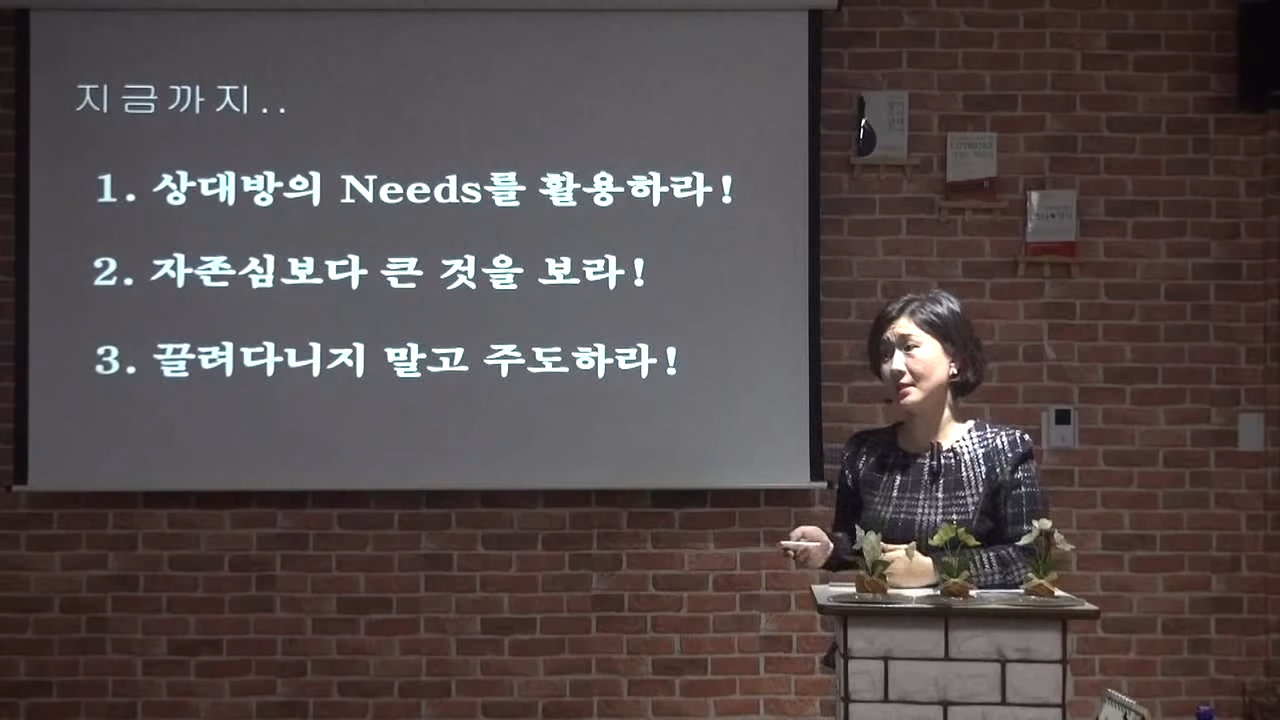 지금까지..
1. 상대방의 Needs를 활용하라!
2. 자존심보다 큰 것을 보라!
3. 끌려다니지 말고 주도하라!